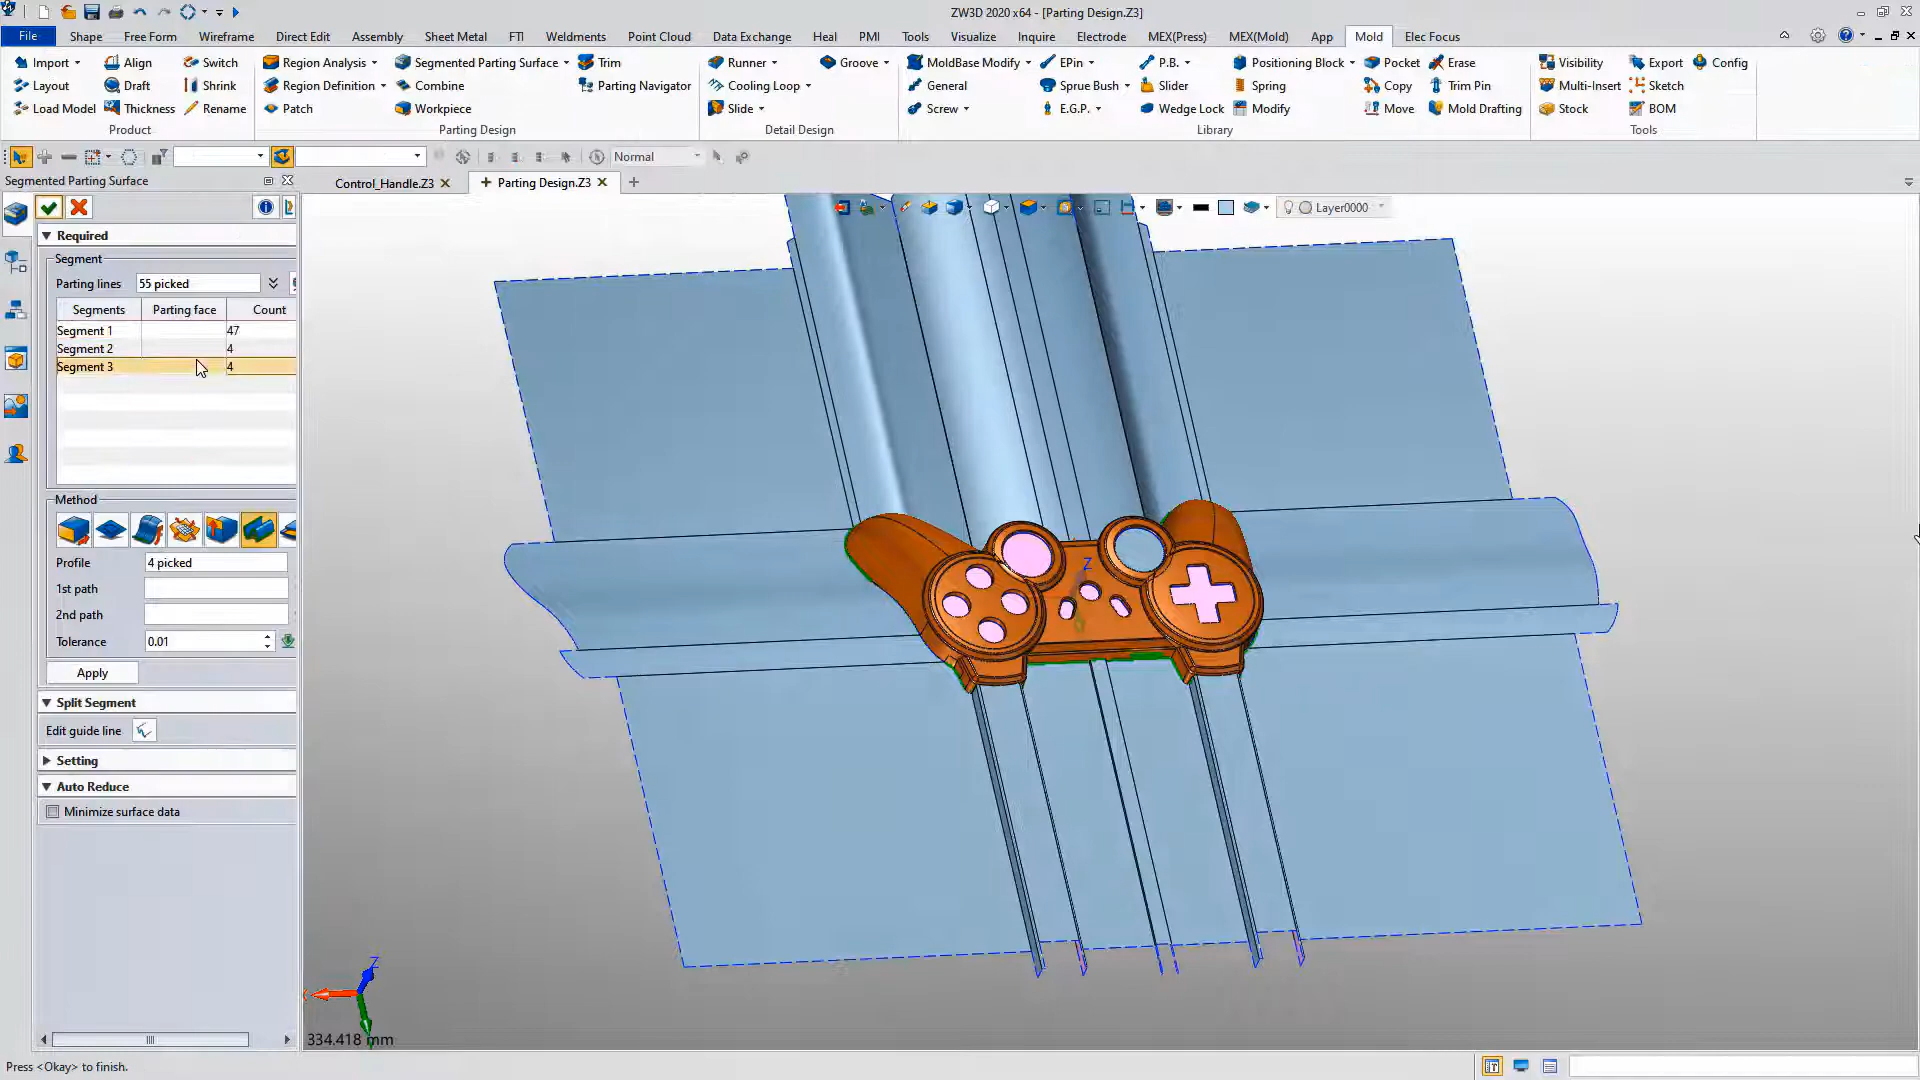 ZW3D 2020 x64 - [Parting Design.Z3]
File Shape Free Form Wireframe Direct Edit Assembly Sheet Metal FTI Weldments Point Cloud Data Exchange Heal PMI Tools Visualize Inquire Electrode MEX(Press) MEX(Mold) App Mold Elec Focus
Import Align Switch Region Analysis Segmented Parting Surface Trim Runner Groove MoldBase Modify EPin P.B. Positioning Block Pocket Erase Visibility Export Config
Layout Draft Shrink Region Definition Combine Parting Navigator Cooling Loop General Sprue Bush Slider Spring Copy Trim Pin Multi-Insert Sketch
Load Model Thickness Rename Patch Workpiece Slide Screw E.G.P. Wedge Lock Modify Move Mold Drafting Stock BOM
Product Parting Design Detail Design Library Tools
Normal
Segmented Parting Surface
Control_Handle.Z3 Parting Design.Z3
Layer0000
Required
Segment
Parting lines 55 picked
Segments Parting face Count
Segment 1 47
Segment 2 4
Segment 3 4
Method
Profile 4 picked
1st path
2nd path
Tolerance 0.01
Apply
Split Segment
Edit guide line
Setting
Auto Reduce
Minimize surface data
Z
Z
334.418 mm
Press <Okay> to finish.